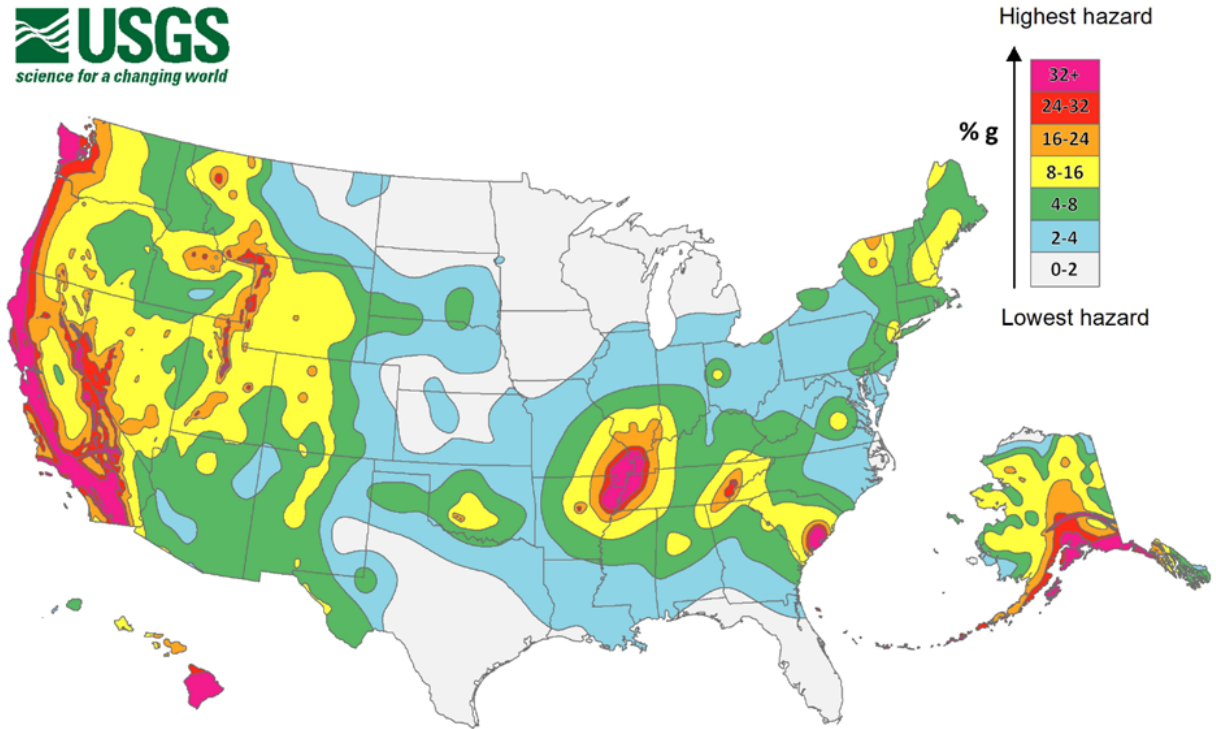 USGS
science for a changing world
Highest hazard
32+
24-32
% g
16-24
8-16
4-8
2-4
0-2
Lowest hazard